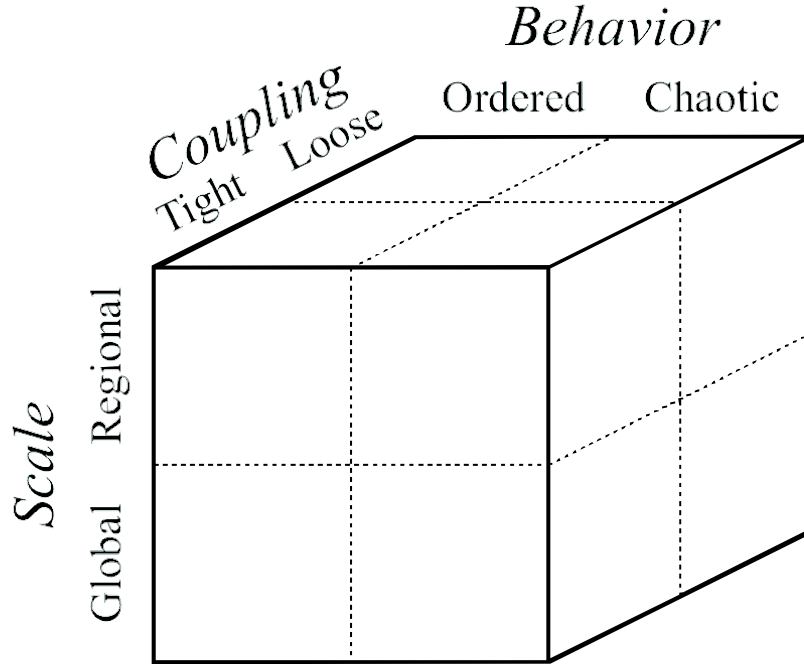 Behavior
Ordered Chaotic
Coupling
Tight Loose
Scale
Regional
Global